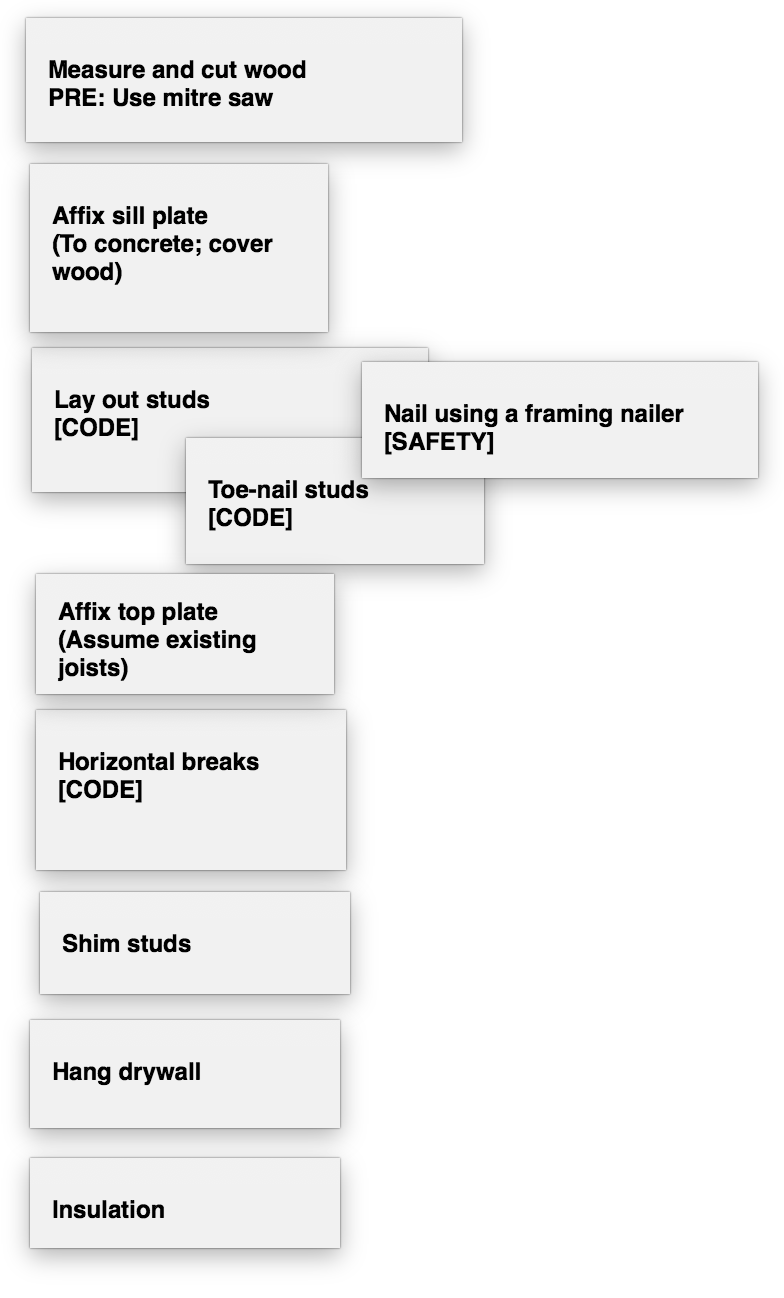 Measure and cut wood
PRE: Use mitre saw
Affix sill plate
(To concrete; cover
wood)
Lay out studs
[CODE]
Nail using a framing nailer
[SAFETY]
Toe-nail studs
[CODE]
Affix top plate
(Assume existing
joists)
Horizontal breaks
[CODE]
Shim studs
Hang drywall
Insulation